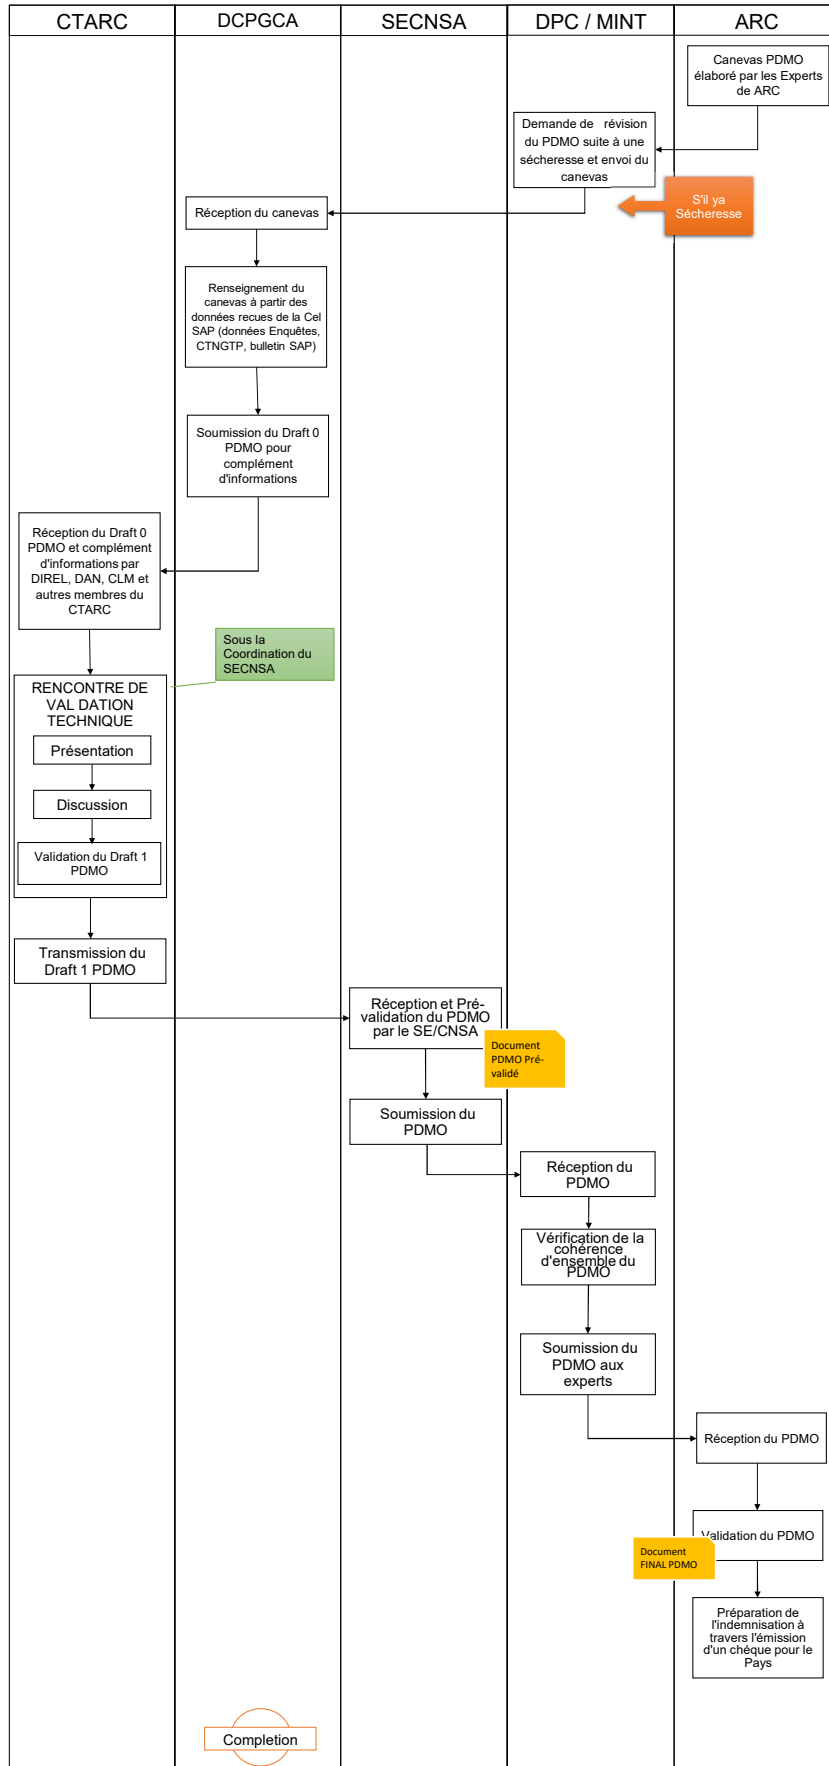 CTARC
DCPGCA
SECNSA
DPC / MINT
ARC
Canevas PDMO
élaboré par les Experts
de ARC
Demande de révision
du PDMO suite à une
sécheresse et envoi du
canevas
S'il ya
Sécheresse
Réception du canevas
Renseignement du
canevas à partir des
données recues de la Cel
SAP (données Enquêtes,
CTNGTP, bulletin SAP)
Soumission du Draft 0
PDMO pour
complément
d'informations
Réception du Draft 0
PDMO et complément
d'informations par
DIREL, DAN, CLM et
autres membres du
CTARC
Sous la
Coordination du
SECNSA
RENCONTRE DE
VAL DATION
TECHNIQUE
Présentation
Discussion
Validation du Draft 1
PDMO
Transmission du
Draft 1 PDMO
Réception et Pré-
validation du PDMO
par le SE/CNSA
Document
PDMO Pré-
validé
Soumission du
PDMO
Réception du
PDMO
Vérification de la
cohérence
d'ensemble du
PDMO
Soumission du
PDMO aux
experts
Réception du PDMO
Validation du PDMO
Document
FINAL PDMO
Préparation de
l'indemnisation à
travers l'émission
d'un chéque pour le
Pays
Completion